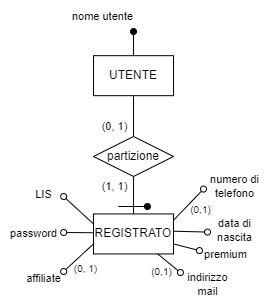 nome utente
UTENTE
(0, 1)
partizione
(1, 1)
numero di
telefono
LIS
(0,1)
REGISTRATO
password
data di
nascita
premium
affiliate
(0, 1)
(0,1)
indirizzo
mail